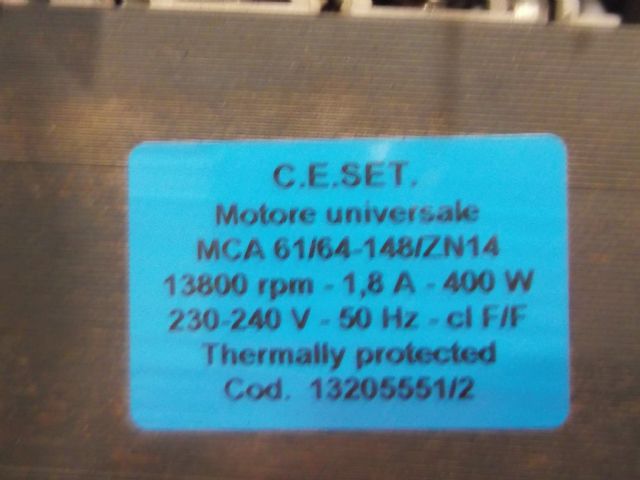 C.E.SET.
Motore universale
MCA 61/64-148/ZN14
13800 rpm - 1,8 A - 400 W
230-240 V - 50 Hz - cl F/F
Thermally protected
Cod. 13205551/2